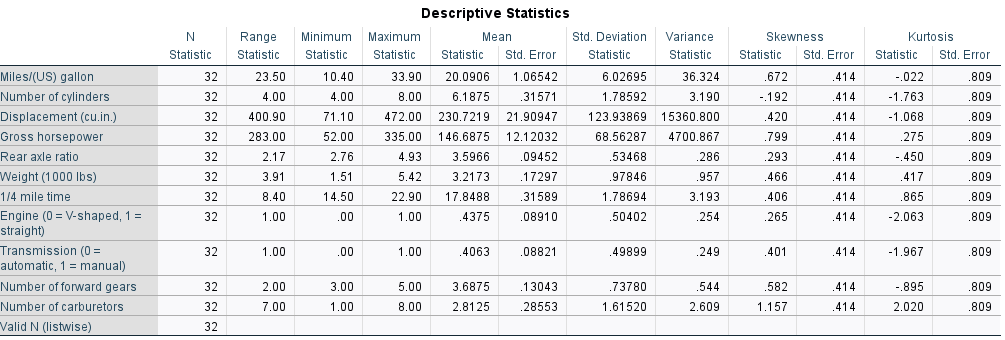 Descriptive Statistics
N Range Minimum Maximum Mean Std. Deviation Variance Skewness Kurtosis
Statistic Statistic Statistic Statistic Statistic Std. Error Statistic Statistic Statistic Std. Error Statistic Std. Error
Miles/(US) gallon 32 23.50 10.40 33.90 20.0906 1.06542 6.02695 36.324 .672 .414 -.022 .809
Number of cylinders 32 4.00 4.00 8.00 6.1875 .31571 1.78592 3.190 -.192 .414 -1.763 .809
Displacement (cu.in.) 32 400.90 71.10 472.00 230.7219 21.90947 123.93869 15360.800 .420 .414 -1.068 .809
Gross horsepower 32 283.00 52.00 335.00 146.6875 12.12032 68.56287 4700.867 .799 .414 .275 .809
Rear axle ratio 32 2.17 2.76 4.93 3.5966 .09452 .53468 .286 .293 .414 -.450 .809
Weight (1000 lbs) 32 3.91 1.51 5.42 3.2173 .17297 .97846 .957 .466 .414 .417 .809
1/4 mile time 32 8.40 14.50 22.90 17.8488 .31589 1.78694 3.193 .406 .414 .865 .809
Engine (0 = V-shaped, 1 = 32 1.00 .00 1.00 .4375 .08910 .50402 .254 .265 .414 -2.063 .809
straight)
Transmission (0 = 32 1.00 .00 1.00 .4063 .08821 .49899 .249 .401 .414 -1.967 .809
automatic, 1 = manual)
Number of forward gears 32 2.00 3.00 5.00 3.6875 .13043 .73780 .544 .582 .414 -.895 .809
Number of carburetors 32 7.00 1.00 8.00 2.8125 .28553 1.61520 2.609 1.157 .414 2.020 .809
Valid N (listwise) 32